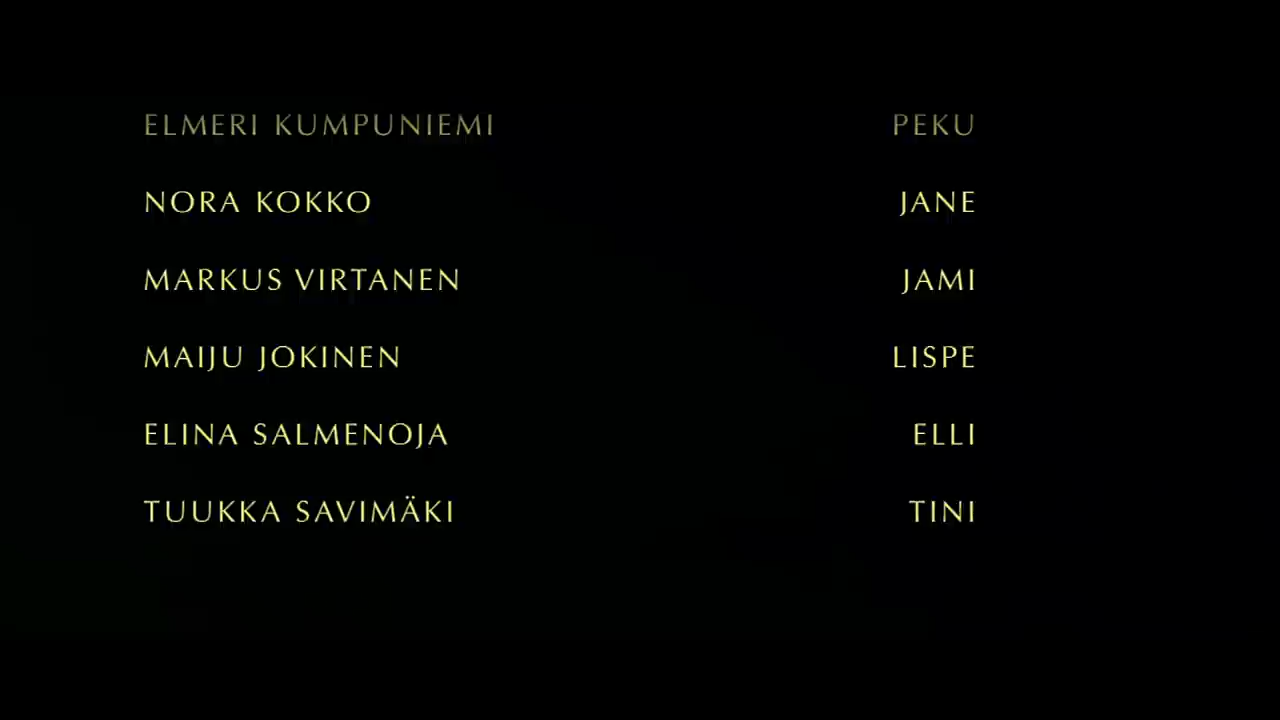 ELMERI KUMPUNIEMI PEKU
NORA KOKKO JANE
MARKUS VIRTANEN JAMI
MAIJU JOKINEN LISPE
ELINA SALMENOJA ELLI
TUUKKA SAVIMÄKI TINI